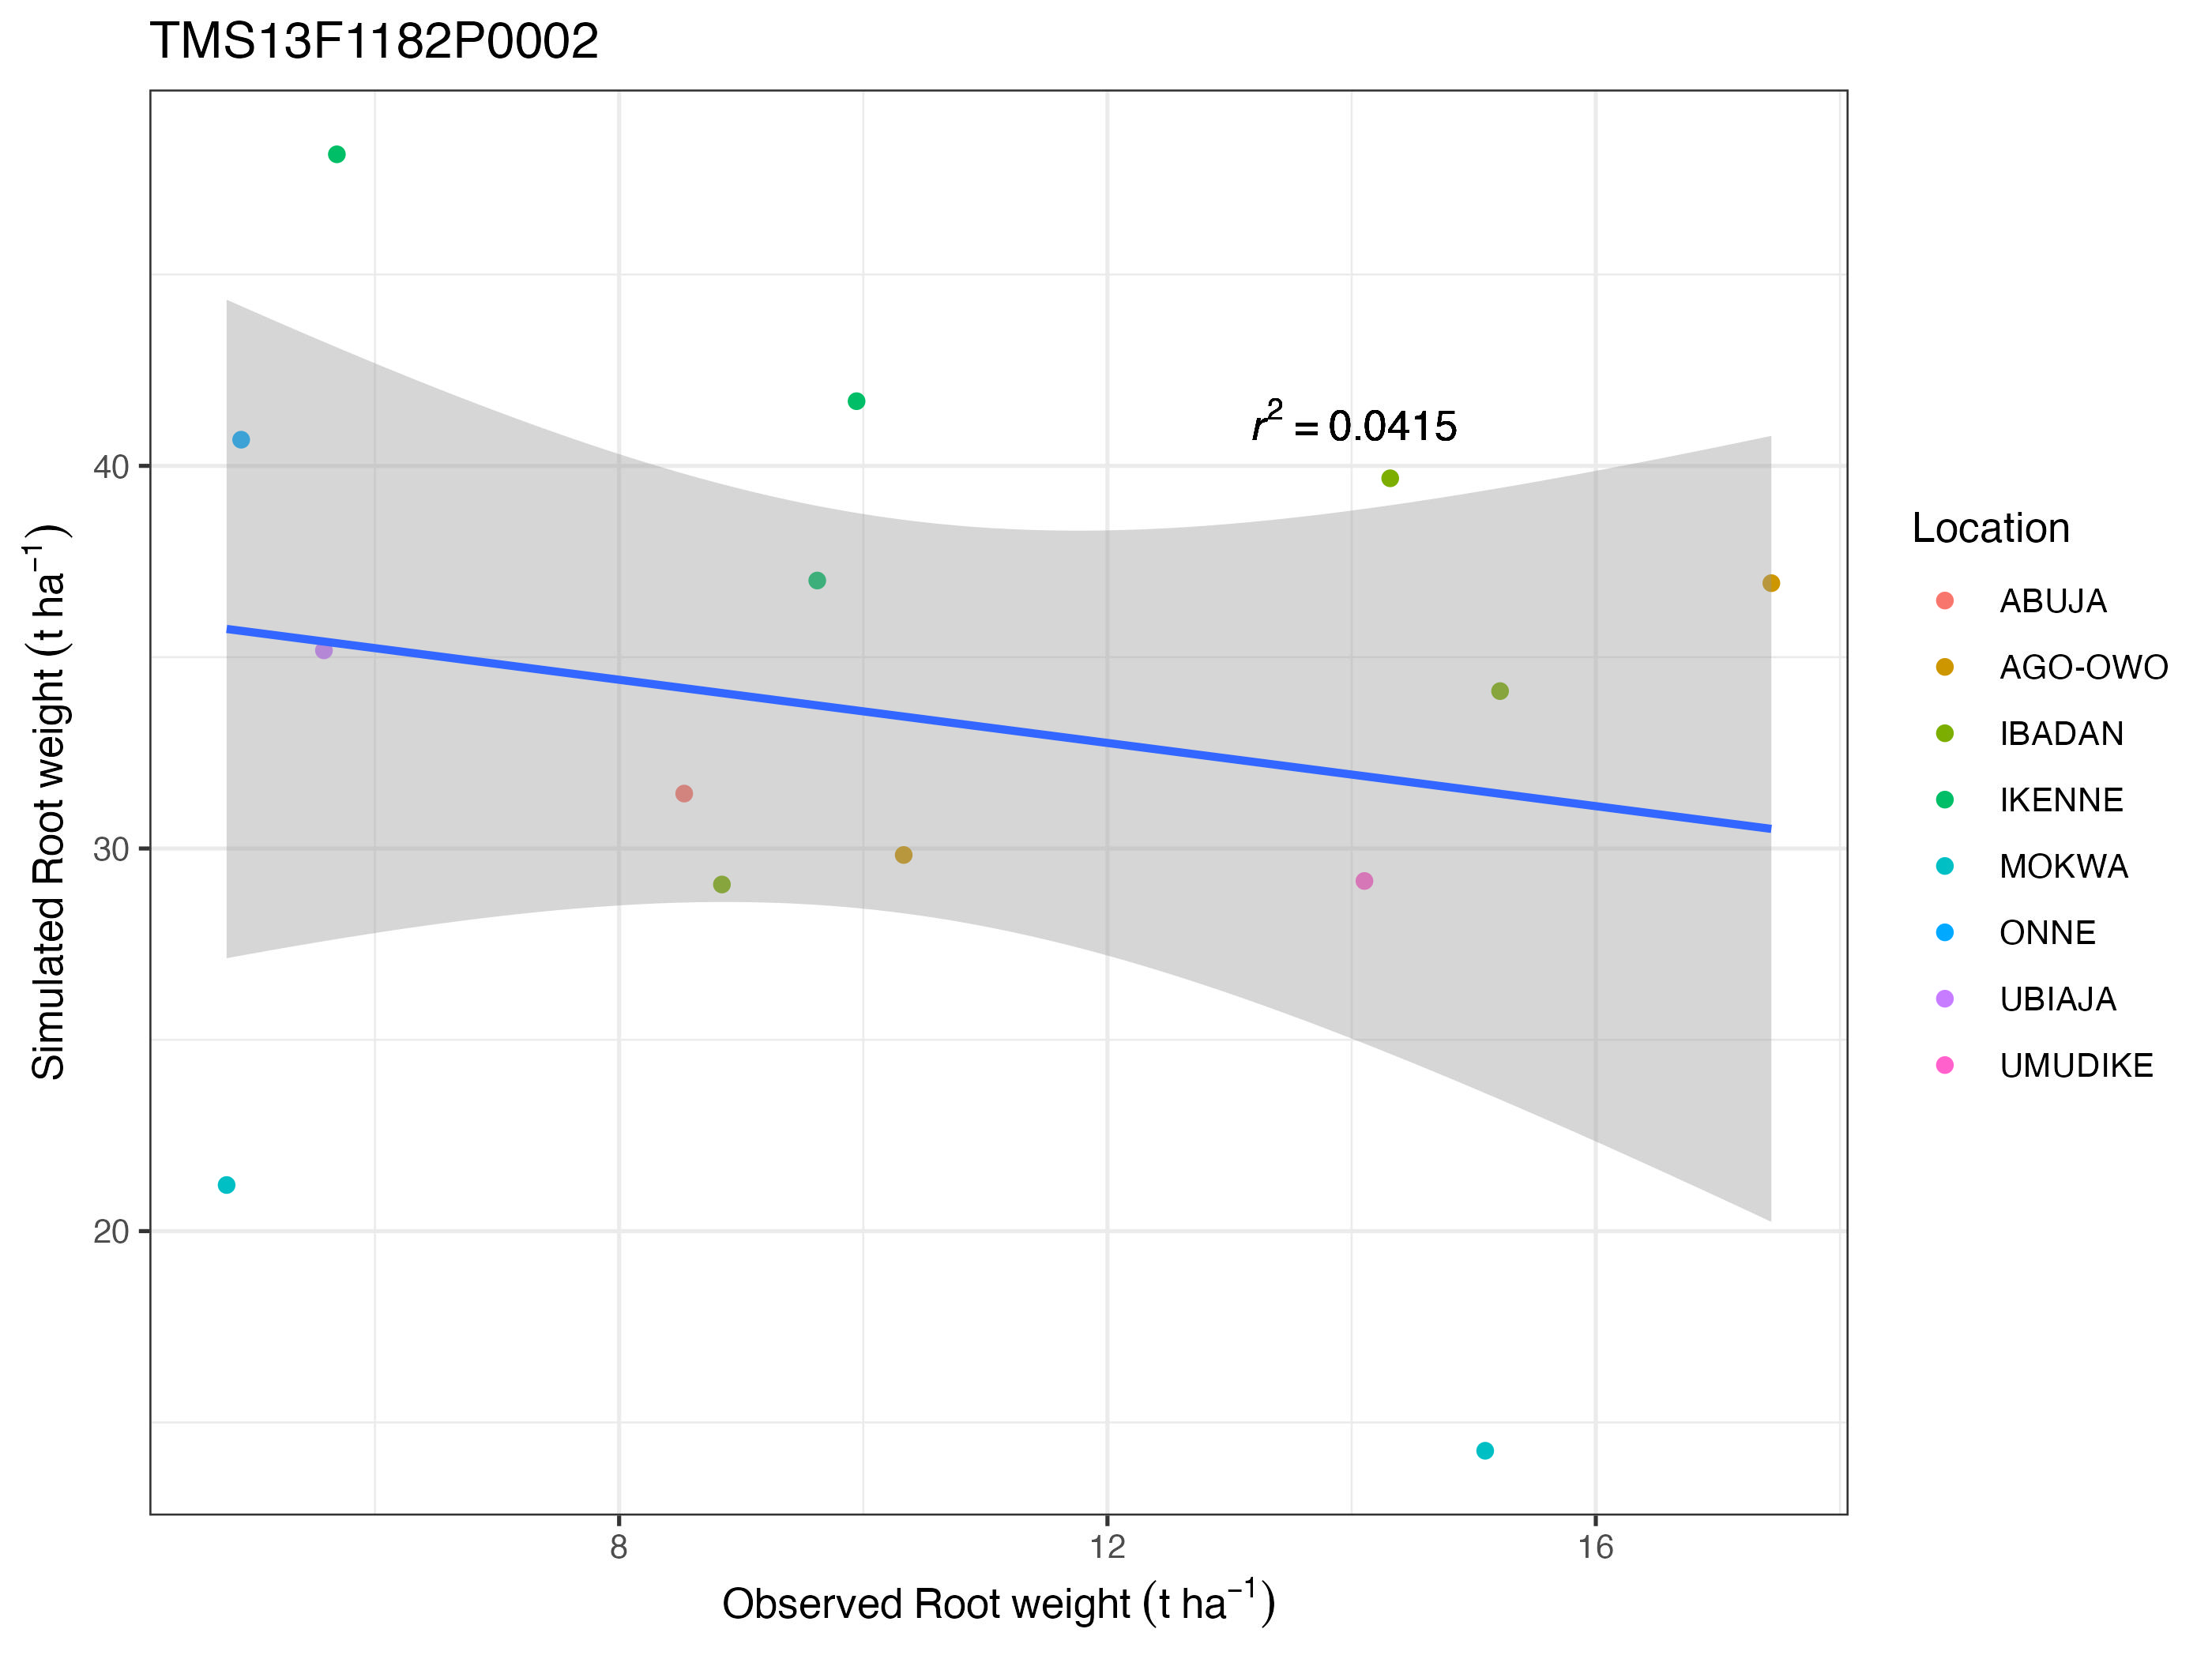 TMS13F1182P0002
r² = 0.0415
40
30
20
8
12
16
Simulated Root weight (t ha⁻¹)
Observed Root weight (t ha⁻¹)
Location
ABUJA
AGO-OWO
IBADAN
IKENNE
MOKWA
ONNE
UBIAJA
UMUDIKE